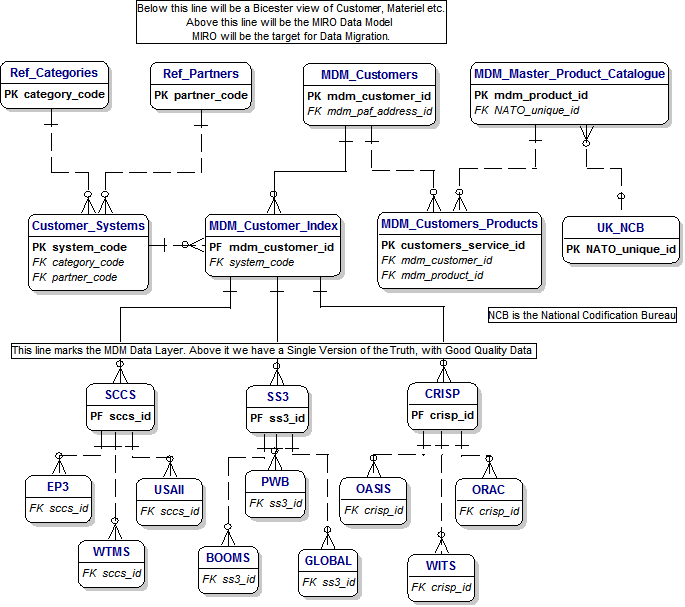 Below this line will be a Bicester view of Customer, Materiel etc.
Above this line will be the MIRO Data Model
MIRO will be the target for Data Migration.
Ref_Categories
PK category_code
Ref_Partners
PK partner_code
MDM_Customers
PK mdm_customer_id
FK mdm_paf_address_id
MDM_Master_Product_Catalogue
PK mdm_product_id
FK NATO_unique_id
Customer_Systems
PK system_code
FK category_code
FK partner_code
MDM_Customer_Index
PF mdm_customer_id
FK system_code
MDM_Customers_Products
PK customers_service_id
FK mdm_customer_id
FK mdm_product_id
UK_NCB
PK NATO_unique_id
NCB is the National Codification Bureau
This line marks the MDM Data Layer. Above it we have a Single Version of the Truth, with Good Quality Data
SCCS
PF sccs_id
SS3
PF ss3_id
CRISP
PF crisp_id
EP3
FK sccs_id
USAII
FK sccs_id
PWB
FK ss3_id
OASIS
FK crisp_id
ORAC
FK crisp_id
WTMS
FK sccs_id
BOOMS
FK ss3_id
GLOBAL
FK ss3_id
WITS
FK crisp_id